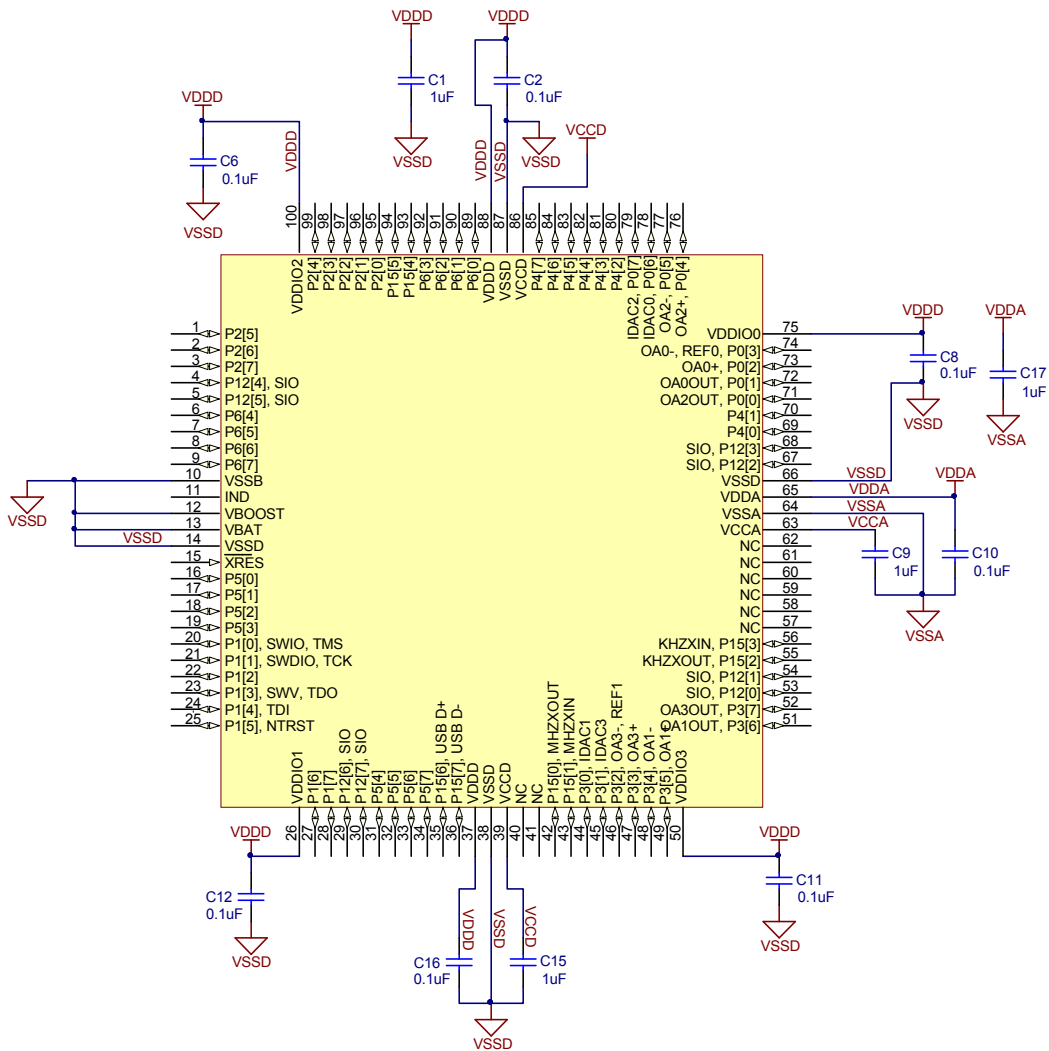 VDDD
VDDD
C1
1uF
C2
0.1uF
VDDD
VCCD
VSSD
VSSD
C6
0.1uF
VSSD
VDDD
VDDD
VSSD
100
99
98
97
96
95
94
93
92
91
90
89
88
87
86
85
84
83
82
81
80
79
78
77
76
VDDIO2
P2[4]
P2[3]
P2[2]
P2[1]
P2[0]
P15[5]
P15[4]
P6[3]
P6[2]
P6[1]
P6[0]
VDDD
VSSD
VCCD
P4[7]
P4[6]
P4[5]
P4[4]
P4[3]
P4[2]
IDAC2, P0[7]
IDAC0, P0[6]
OA2-, P0[5]
OA2+, P0[4]
1 P2[5]
2 P2[6]
3 P2[7]
4 P12[4], SIO
5 P12[5], SIO
6 P6[4]
7 P6[5]
8 P6[6]
9 P6[7]
10 VSSB
11 IND
12 VBOOST
13 VBAT
VSSD 14 VSSD
15 XRES
16 P5[0]
17 P5[1]
18 P5[2]
19 P5[3]
20 P1[0], SWIO, TMS
21 P1[1], SWDIO, TCK
22 P1[2]
23 P1[3], SWV, TDO
24 P1[4], TDI
25 P1[5], NTRST
VSSD
VDDIO0 75
OA0-, REF0, P0[3] 74
OA0+, P0[2] 73
OA0OUT, P0[1] 72
OA2OUT, P0[0] 71
P4[1] 70
P4[0] 69
SIO, P12[3] 68
SIO, P12[2] 67
VSSD 66 VSSD
VDDA 65 VDDA
VSSA 64 VSSA
VCCA 63 VCCA
NC 62
NC 61
NC 60
NC 59
NC 58
NC 57
KHZXIN, P15[3] 56
KHZXOUT, P15[2] 55
SIO, P12[1] 54
SIO, P12[0] 53
OA3OUT, P3[7] 52
OA1OUT, P3[6] 51
VDDD
C8
0.1uF
VSSD
VDDA
C17
1uF
VSSA
VDDA
C9
1uF
C10
0.1uF
VSSA
VDDIO1
P1[6]
P1[7]
P12[6], SIO
P12[7], SIO
P5[4]
P5[5]
P5[6]
P5[7]
P15[6], USB D+
P15[7], USB D-
VDDD
VSSD
VCCD
NC
NC
P15[0], MHZXOUT
P15[1], MHZXIN
P3[0], IDAC1
P3[1], IDAC3
P3[2], OA3-, REF1
P3[3], OA3+
P3[4], OA1-
P3[5], OA1+
VDDIO3
26
27
28
29
30
31
32
33
34
35
36
37
38
39
40
41
42
43
44
45
46
47
48
49
50
VDDD
C12
0.1uF
VSSD
VDDD
VSSD
VCCD
C16
0.1uF
C15
1uF
VSSD
VDDD
C11
0.1uF
VSSD